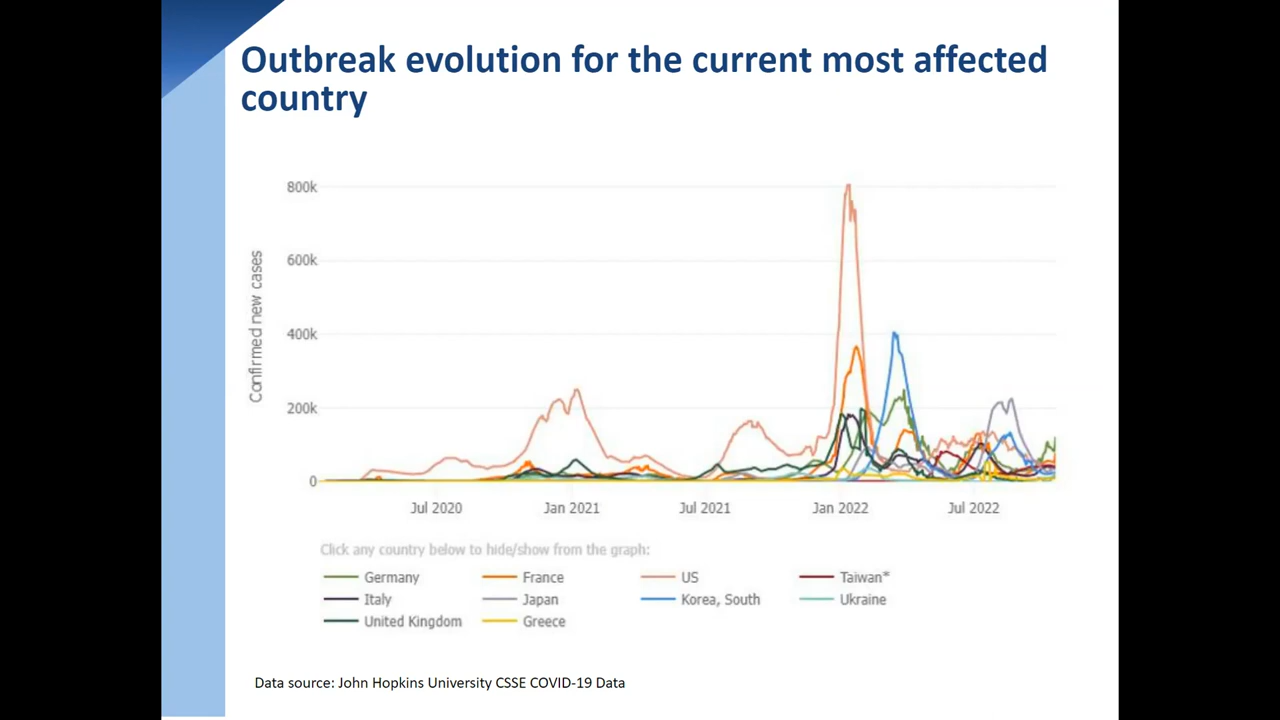 Outbreak evolution for the current most affected
country
800k
600k
400k
200k
0
Confirmed new cases
Jul 2020 Jan 2021 Jul 2021 Jan 2022 Jul 2022
Click any country below to hide/show from the graph:
Germany France US Taiwan*
Italy Japan Korea, South Ukraine
United Kingdom Greece
Data source: John Hopkins University CSSE COVID-19 Data